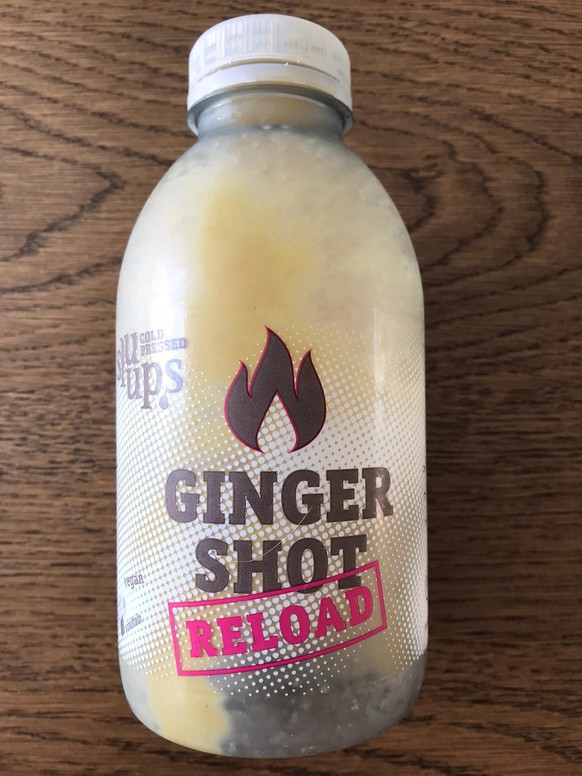 COLD
PRESSED
up's
GINGER
SHOT
RELOAD
vegan